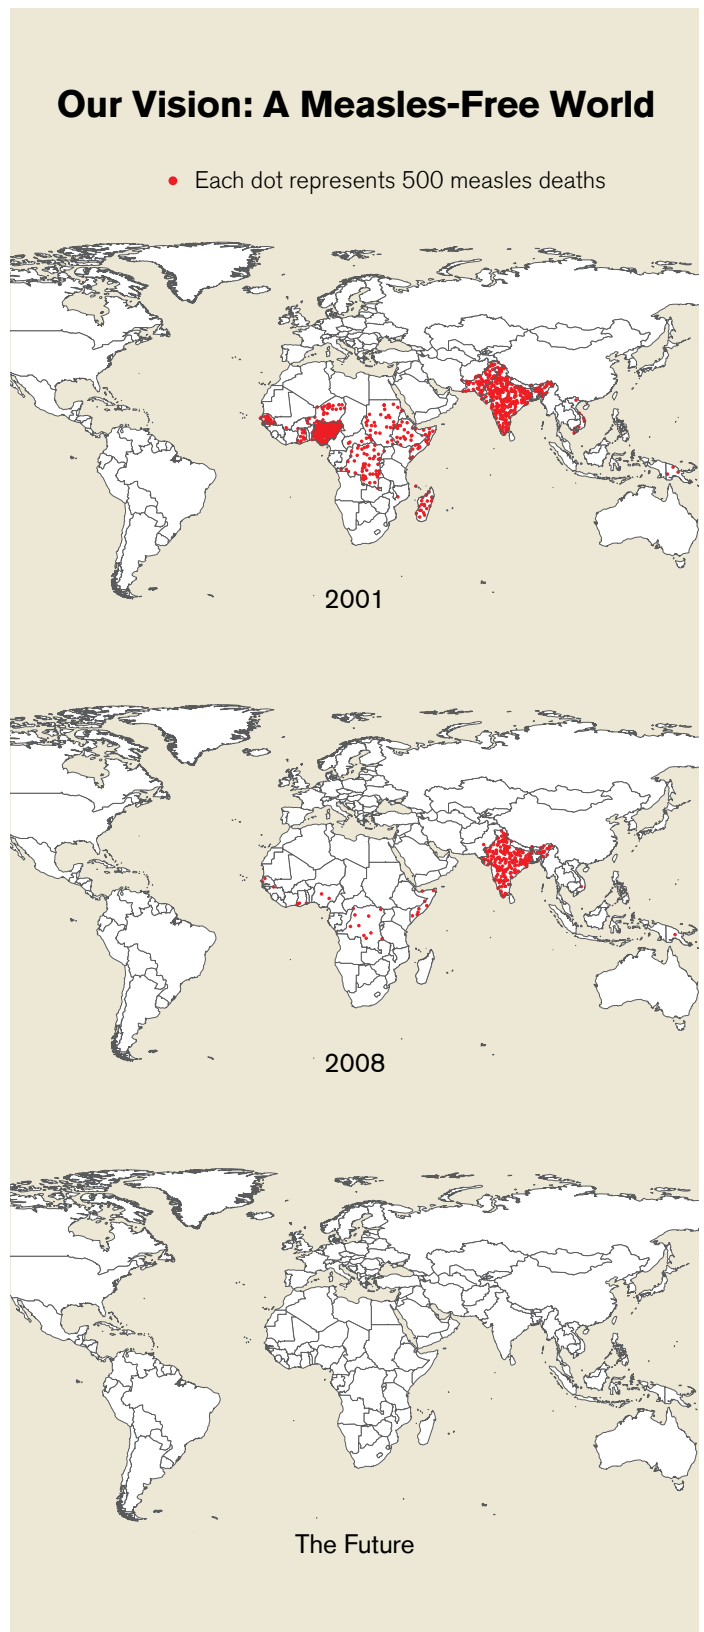 Our Vision: A Measles-Free World
Each dot represents 500 measles deaths
2001
2008
The Future